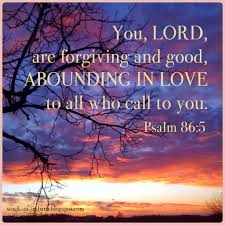 You, LORD,
are forgiving and good,
ABOUNDING IN LOVE
to all who call to you.
Psalm 86:5